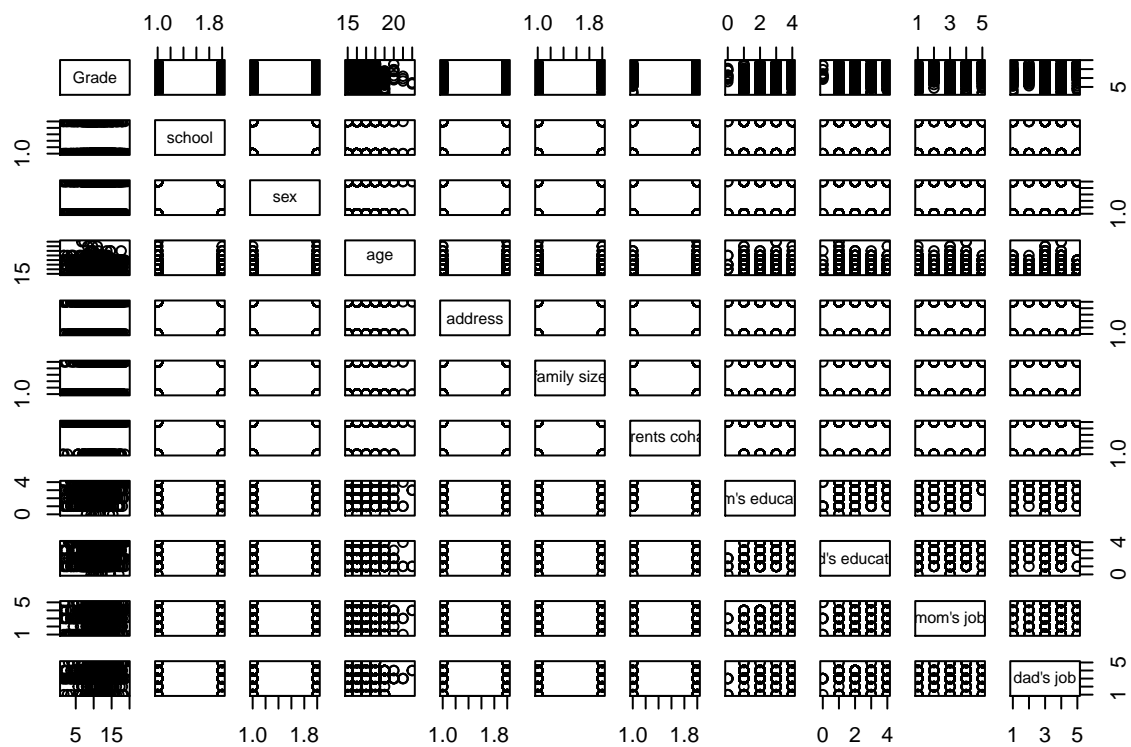 1.0 1.8
15 20
1.0 1.8
0 2 4
1 3 5
Grade
5
1.0
school
sex
1.0
15
age
address
1.0
1.0
family size
rents coha
1.0
0 4
m's educa
d's educat
0 4
1 5
mom's job
dad's job
1 5
5 15
1.0 1.8
1.0 1.8
1.0 1.8
0 2 4
1 3 5